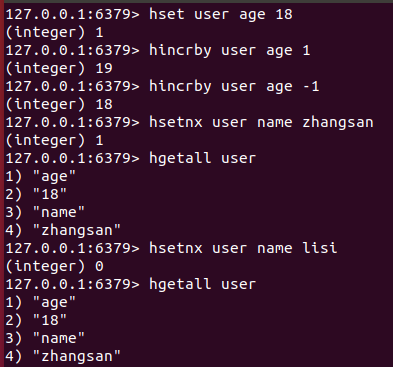 127.0.0.1:6379> hset user age 18
(integer) 1
127.0.0.1:6379> hincrby user age 1
(integer) 19
127.0.0.1:6379> hincrby user age -1
(integer) 18
127.0.0.1:6379> hsetnx user name zhangsan
(integer) 1
127.0.0.1:6379> hgetall user
1) "age"
2) "18"
3) "name"
4) "zhangsan"
127.0.0.1:6379> hsetnx user name lisi
(integer) 0
127.0.0.1:6379> hgetall user
1) "age"
2) "18"
3) "name"
4) "zhangsan"